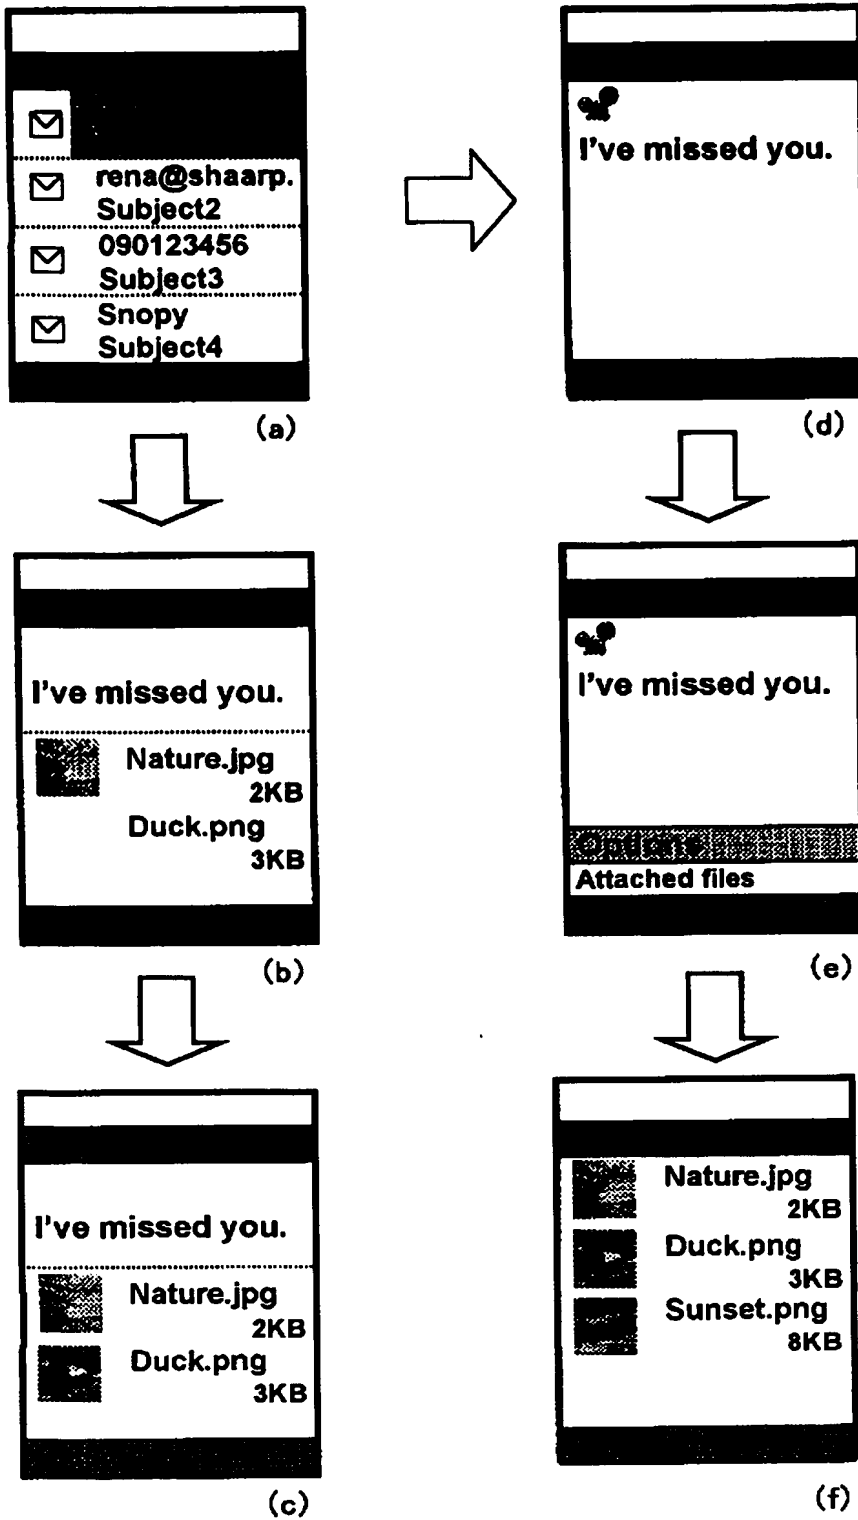 rena@shaarp.
Subject2
090123456
Subject3
Snopy
Subject4
(a)
I've missed you.
Nature.jpg
2KB
Duck.png
3KB
(b)
I've missed you.
Nature.jpg
2KB
Duck.png
3KB
(c)
I've missed you.
(d)
I've missed you.
Options
Attached files
(e)
Nature.jpg
2KB
Duck.png
3KB
Sunset.png
8KB
(f)